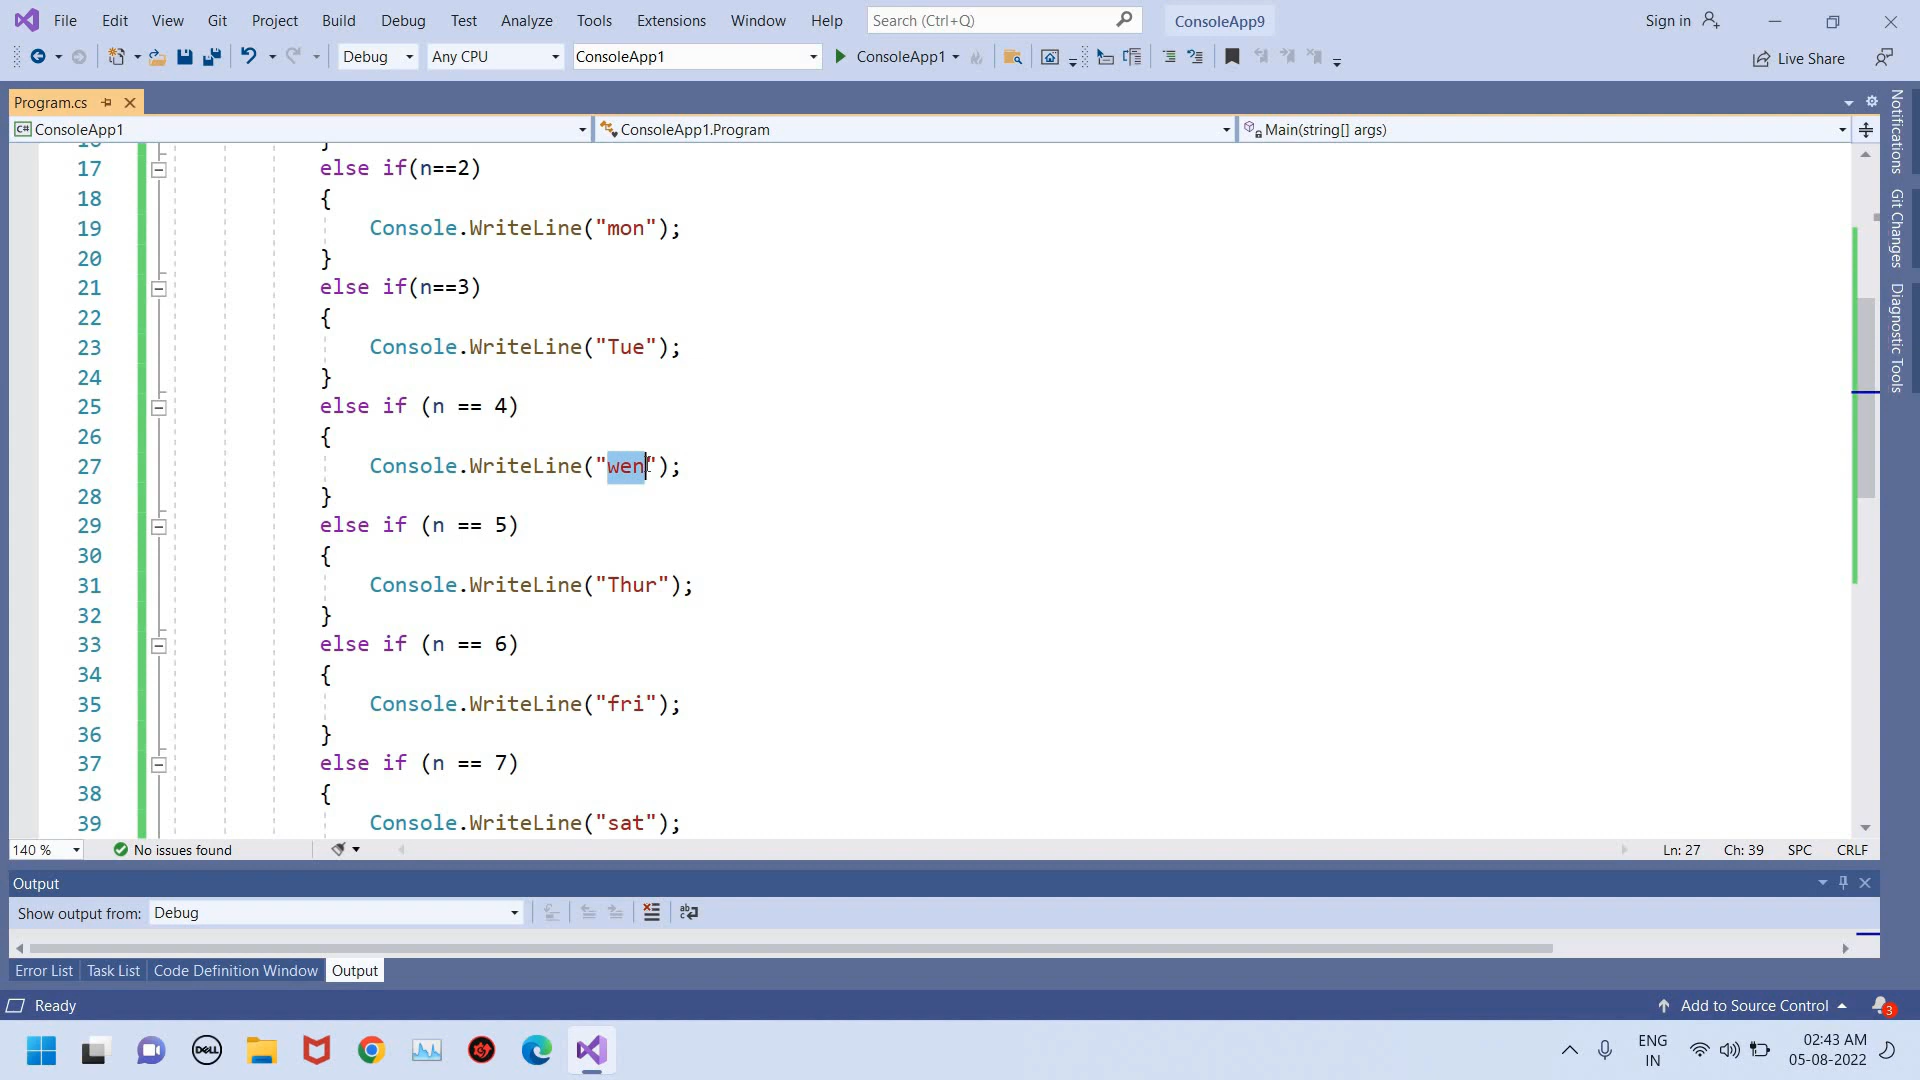 File Edit View Git Project Build Debug Test Analyze Tools Extensions Window Help Search (Ctrl+Q) ConsoleApp9 Sign in
Debug Any CPU ConsoleApp1 ConsoleApp1 Live Share
Program.cs
ConsoleApp1 ConsoleApp1.Program Main(string[] args)
16 }
17 else if(n==2)
18 {
19 Console.WriteLine("mon");
20 }
21 else if(n==3)
22 {
23 Console.WriteLine("Tue");
24 }
25 else if (n == 4)
26 {
27 Console.WriteLine("wen");
28 }
29 else if (n == 5)
30 {
31 Console.WriteLine("Thur");
32 }
33 else if (n == 6)
34 {
35 Console.WriteLine("fri");
36 }
37 else if (n == 7)
38 {
39 Console.WriteLine("sat");
Notifications
Git Changes
Diagnostic Tools
140 % No issues found Ln: 27 Ch: 39 SPC CRLF
Output
Show output from: Debug
Error List Task List Code Definition Window Output
Ready Add to Source Control 3
DELL
ENG
IN
02:43 AM
05-08-2022